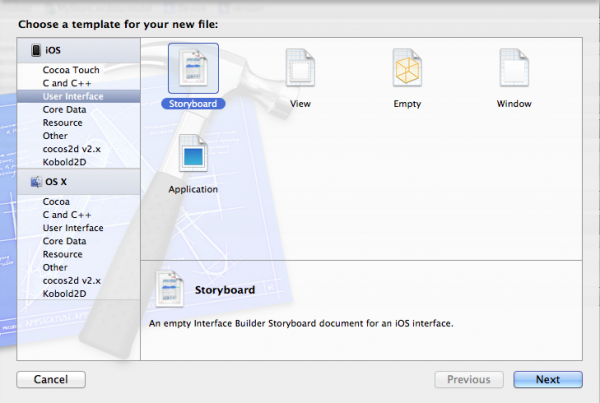 Choose a template for your new file:
iOS
Cocoa Touch
C and C++
User Interface
Core Data
Resource
Other
cocos2d v2.x
Kobold2D
OS X
Cocoa
C and C++
User Interface
Core Data
Resource
Other
cocos2d v2.x
Kobold2D
Storyboard
View
Empty
Window
Application
Storyboard
An empty Interface Builder Storyboard document for an iOS interface.
Cancel
Previous
Next